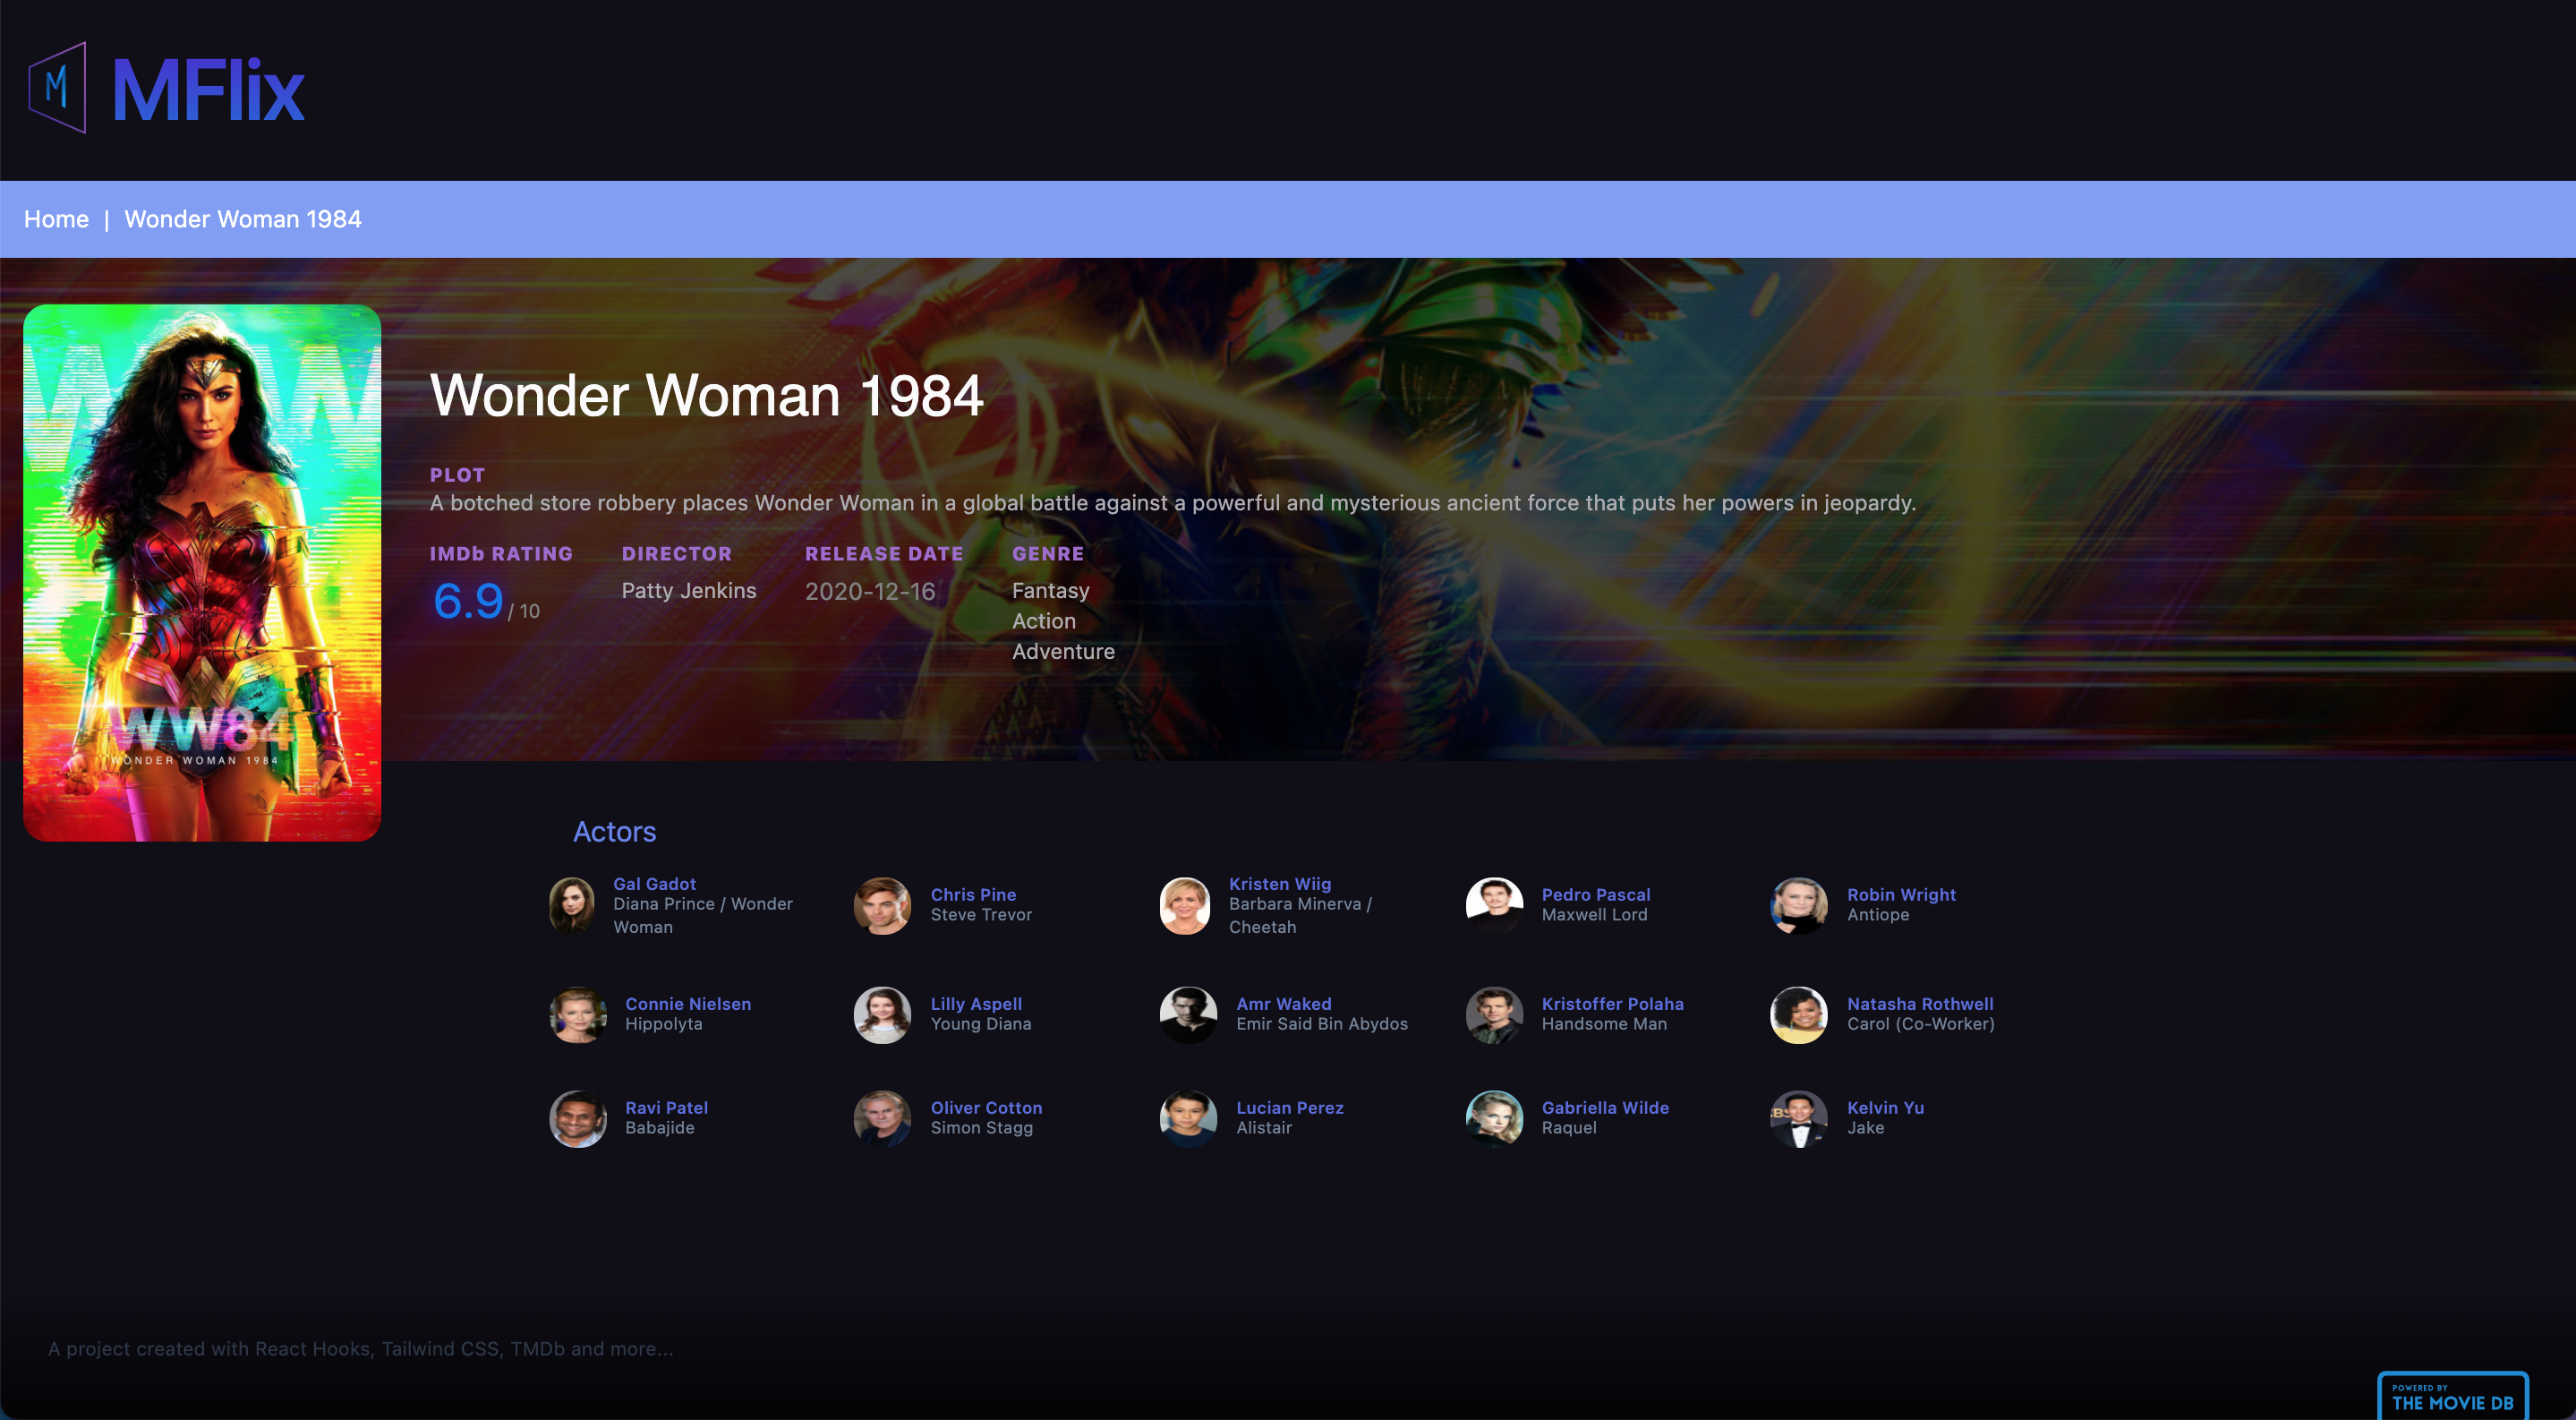 M MFlix
Home | Wonder Woman 1984
WW
WW84
WONDER WOMAN 1984
Wonder Woman 1984
PLOT
A botched store robbery places Wonder Woman in a global battle against a powerful and mysterious ancient force that puts her powers in jeopardy.
IMDb RATING
6.9 / 10
DIRECTOR
Patty Jenkins
RELEASE DATE
2020-12-16
GENRE
Fantasy
Action
Adventure
Actors
Gal Gadot
Diana Prince / Wonder
Woman
Chris Pine
Steve Trevor
Kristen Wiig
Barbara Minerva /
Cheetah
Pedro Pascal
Maxwell Lord
Robin Wright
Antiope
Connie Nielsen
Hippolyta
Lilly Aspell
Young Diana
Amr Waked
Emir Said Bin Abydos
Kristoffer Polaha
Handsome Man
Natasha Rothwell
Carol (Co-Worker)
Ravi Patel
Babajide
Oliver Cotton
Simon Stagg
Lucian Perez
Alistair
Gabriella Wilde
Raquel
Kelvin Yu
Jake
A project created with React Hooks, Tailwind CSS, TMDb and more...
POWERED BY
THE MOVIE DB